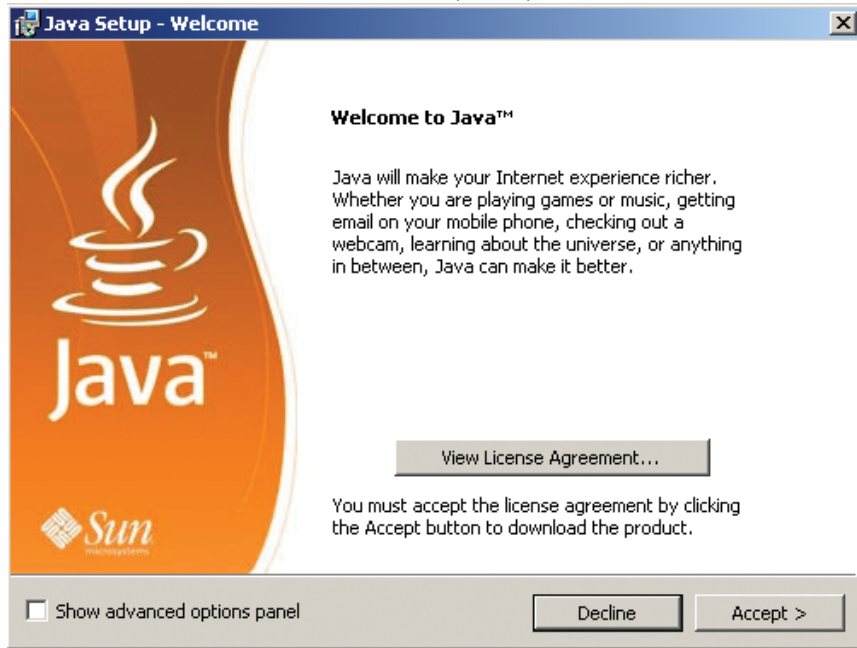 Java Setup - Welcome
Welcome to Java™
Java will make your Internet experience richer.
Whether you are playing games or music, getting
email on your mobile phone, checking out a
webcam, learning about the universe, or anything
in between, Java can make it better.
Java™
View License Agreement...
You must accept the license agreement by clicking
the Accept button to download the product.
Sun
microsystems
Show advanced options panel
Decline
Accept >